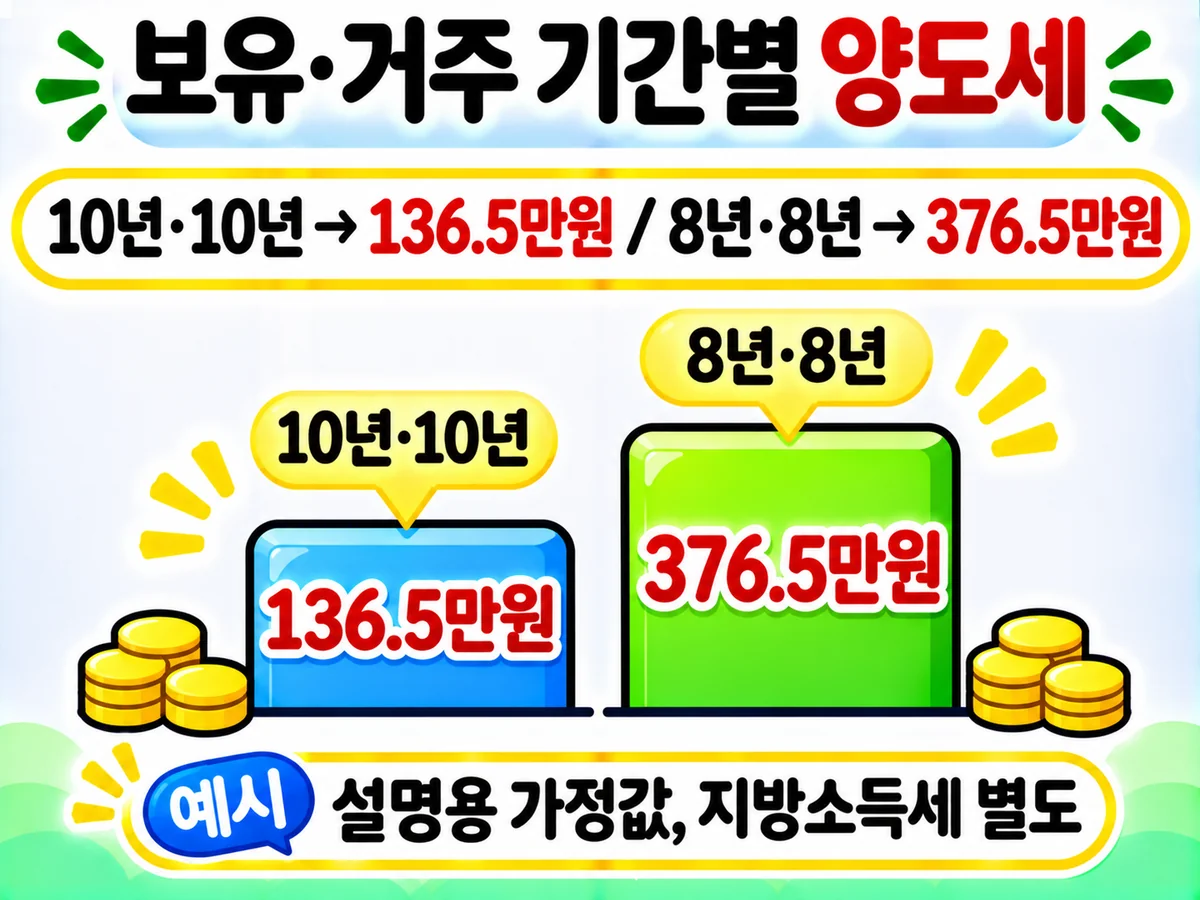 보유·거주 기간별 양도세
10년·10년 → 136.5만원 / 8년·8년 → 376.5만원
8년·8년
10년·10년
376.5만원
136.5만원
예시 설명용 가정값, 지방소득세 별도